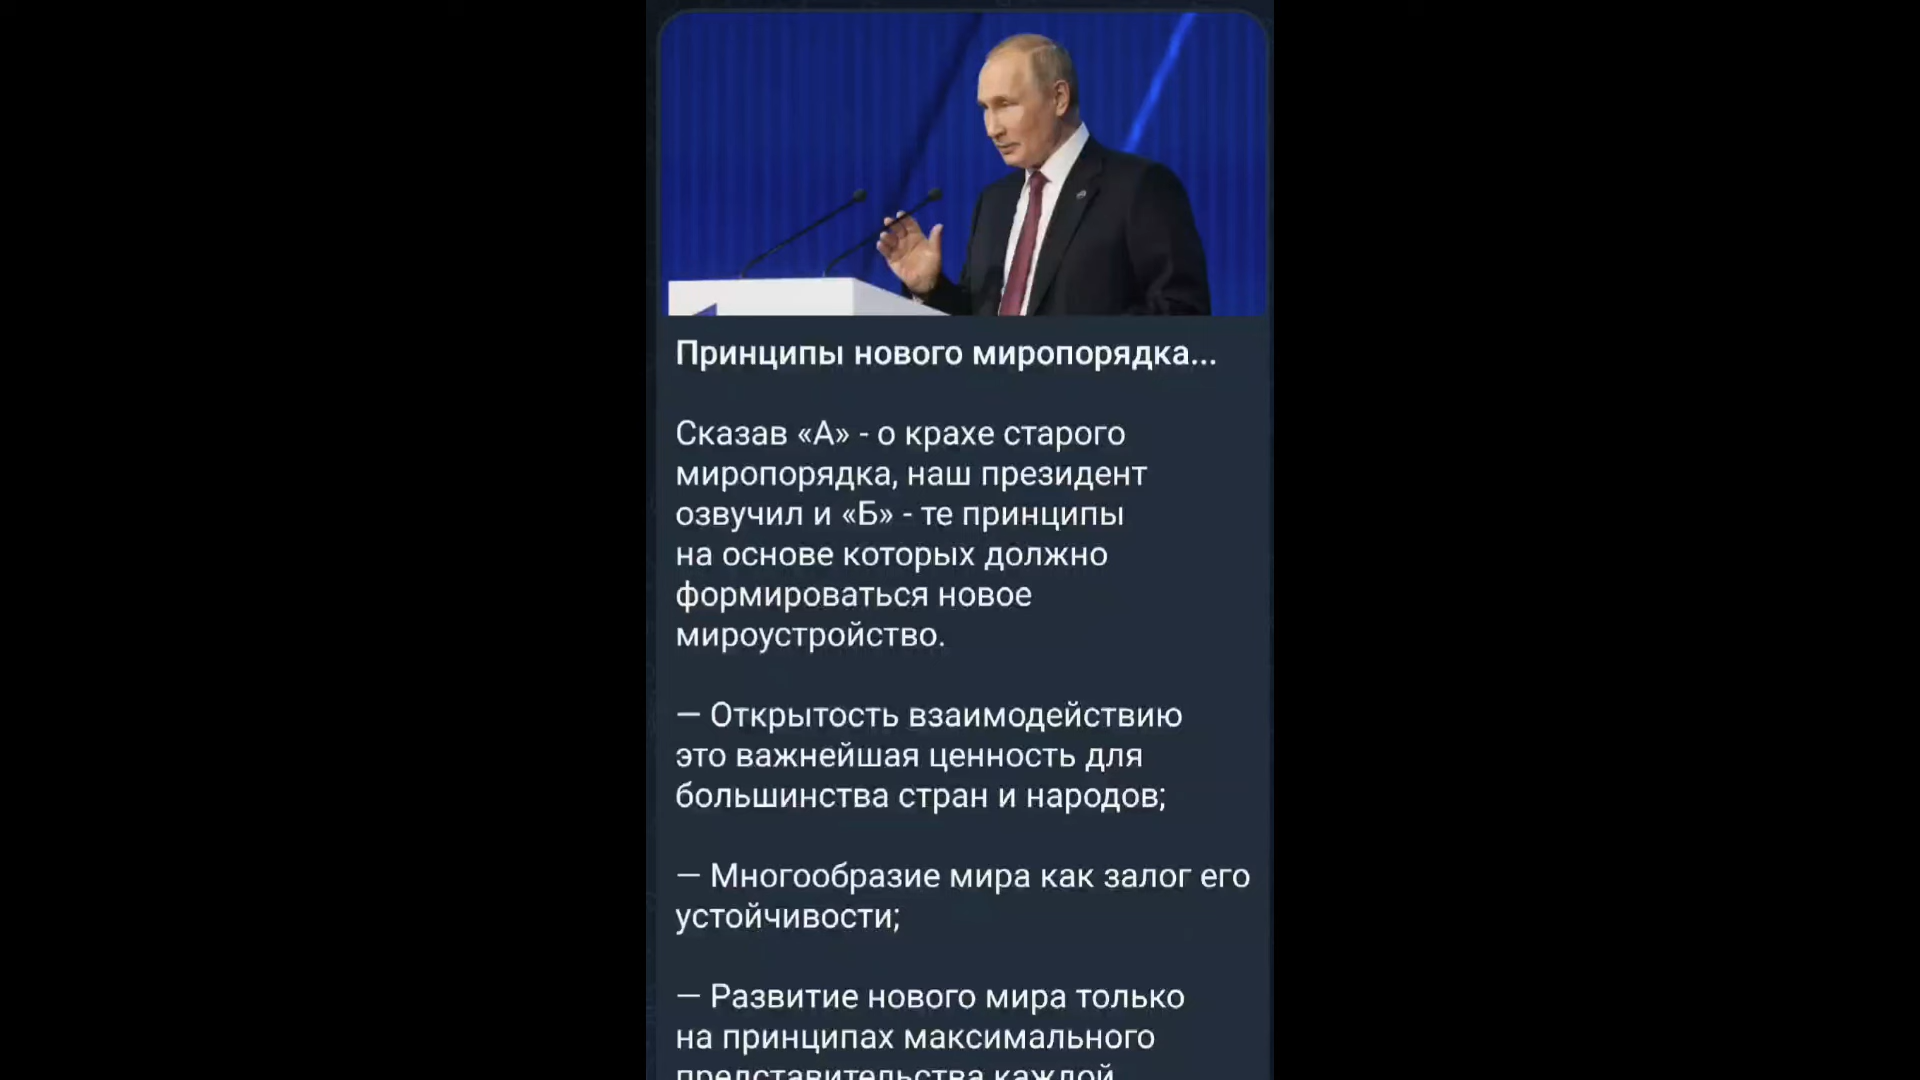 Принципы нового миропорядка...
Сказав «А» - о крахе старого
миропорядка, наш президент
озвучил и «Б» - те принципы
на основе которых должно
формироваться новое
мироустройство.
— Открытость взаимодействию
это важнейшая ценность для
большинства стран и народов;
— Многообразие мира как залог его
устойчивости;
— Развитие нового мира только
на принципах максимального
представительства каждой